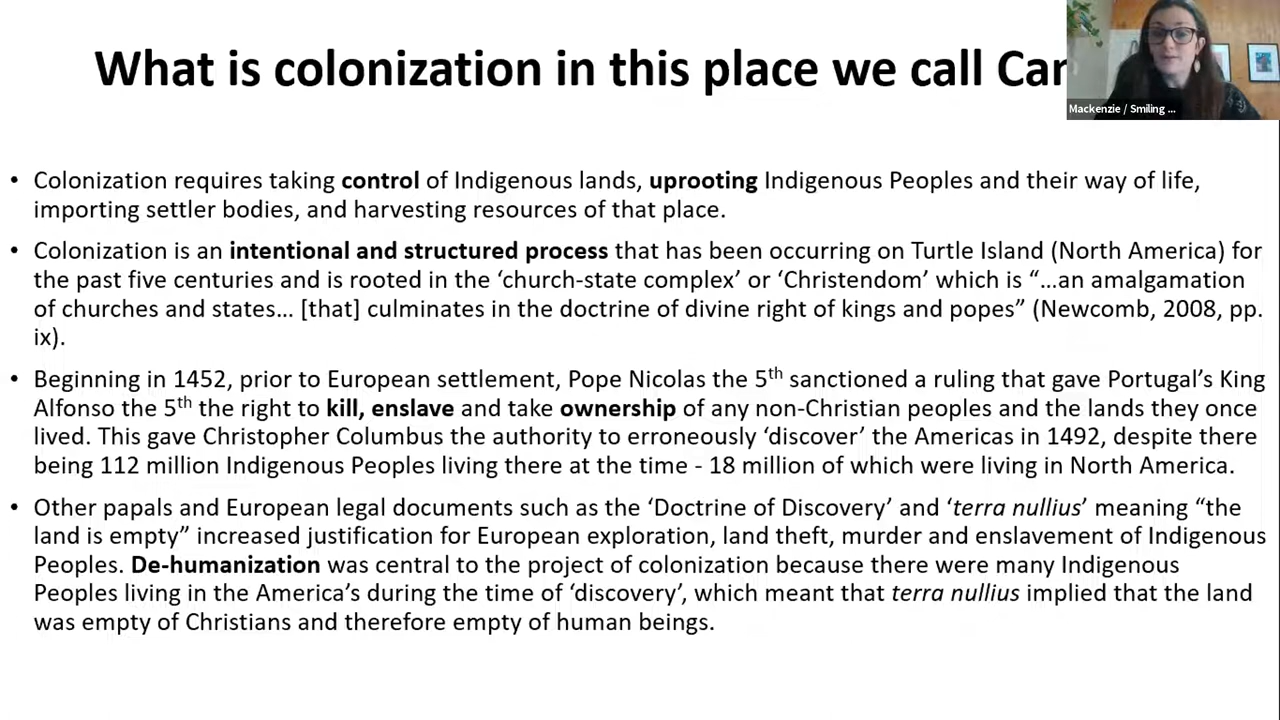 What is colonization in this place we call Can
Mackenzie / Smiling ...
• Colonization requires taking control of Indigenous lands, uprooting Indigenous Peoples and their way of life,
importing settler bodies, and harvesting resources of that place.
• Colonization is an intentional and structured process that has been occurring on Turtle Island (North America) for
the past five centuries and is rooted in the ‘church-state complex’ or ‘Christendom’ which is “…an amalgamation
of churches and states… [that] culminates in the doctrine of divine right of kings and popes” (Newcomb, 2008, pp.
ix).
• Beginning in 1452, prior to European settlement, Pope Nicolas the 5th sanctioned a ruling that gave Portugal’s King
Alfonso the 5th the right to kill, enslave and take ownership of any non-Christian peoples and the lands they once
lived. This gave Christopher Columbus the authority to erroneously ‘discover’ the Americas in 1492, despite there
being 112 million Indigenous Peoples living there at the time - 18 million of which were living in North America.
• Other papals and European legal documents such as the ‘Doctrine of Discovery’ and ‘terra nullius’ meaning “the
land is empty” increased justification for European exploration, land theft, murder and enslavement of Indigenous
Peoples. De-humanization was central to the project of colonization because there were many Indigenous
Peoples living in the America’s during the time of ‘discovery’, which meant that terra nullius implied that the land
was empty of Christians and therefore empty of human beings.